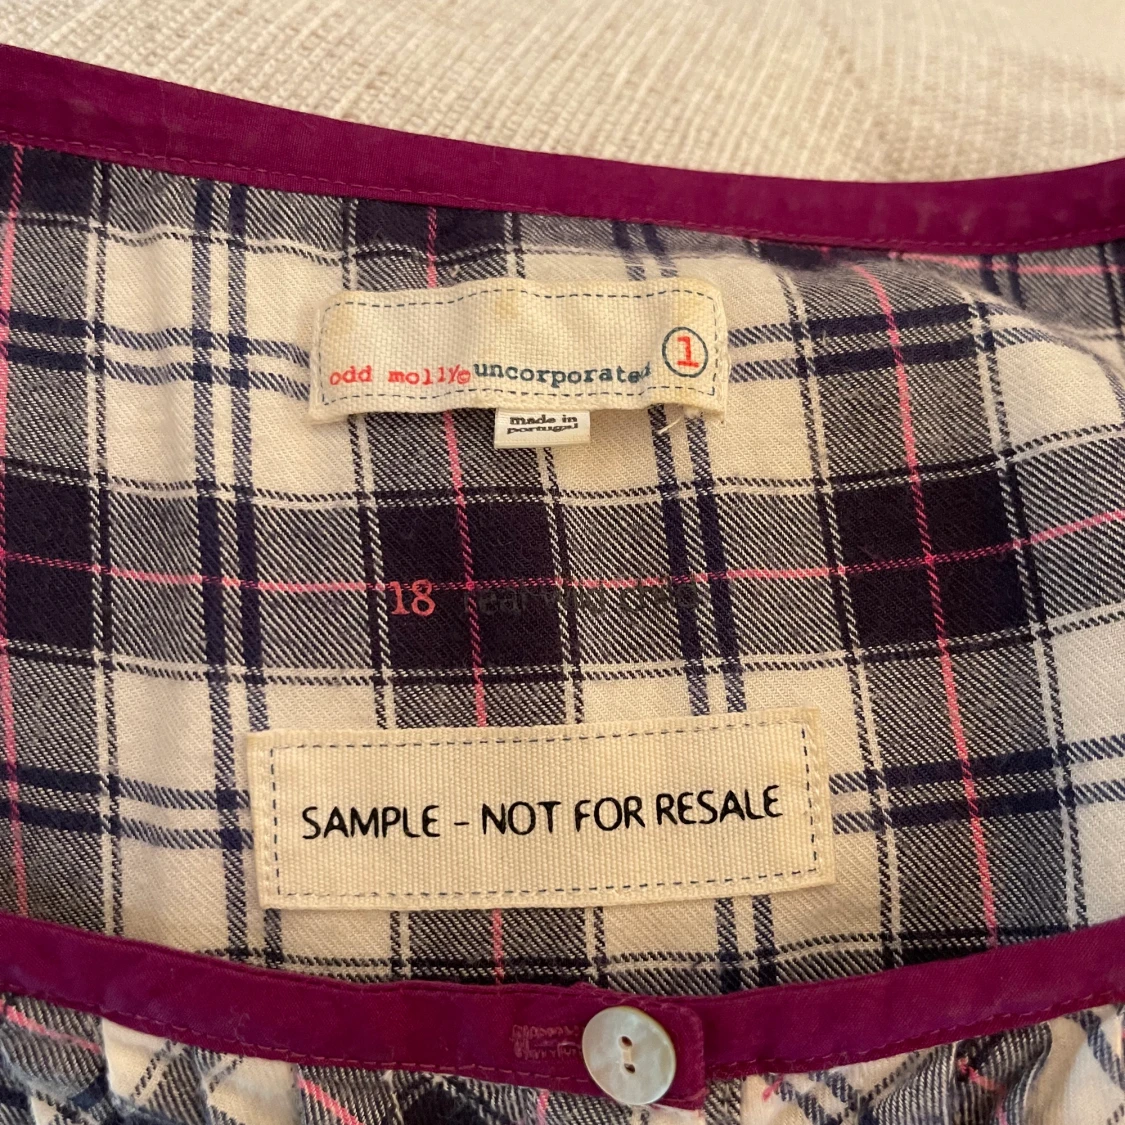 odd molly© uncorporated 1
made in
portugal
18
SAMPLE - NOT FOR RESALE